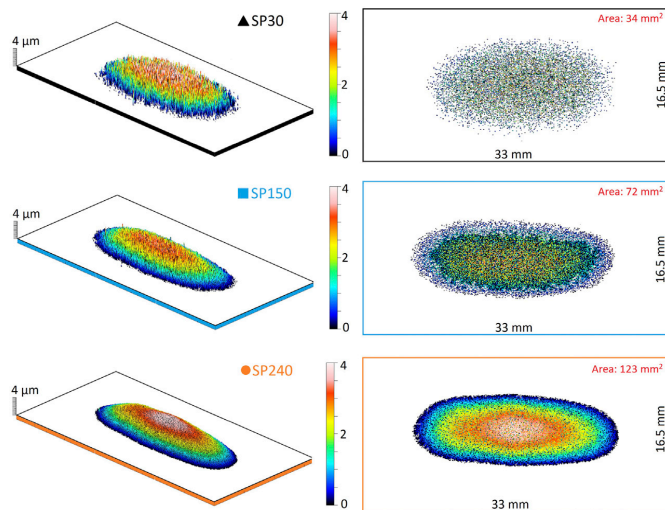 ▲SP30
4 µm
4
2
0
Area: 34 mm²
16.5 mm
33 mm
■SP150
4 µm
4
2
0
Area: 72 mm²
16.5 mm
33 mm
●SP240
4 µm
4
2
0
Area: 123 mm²
16.5 mm
33 mm